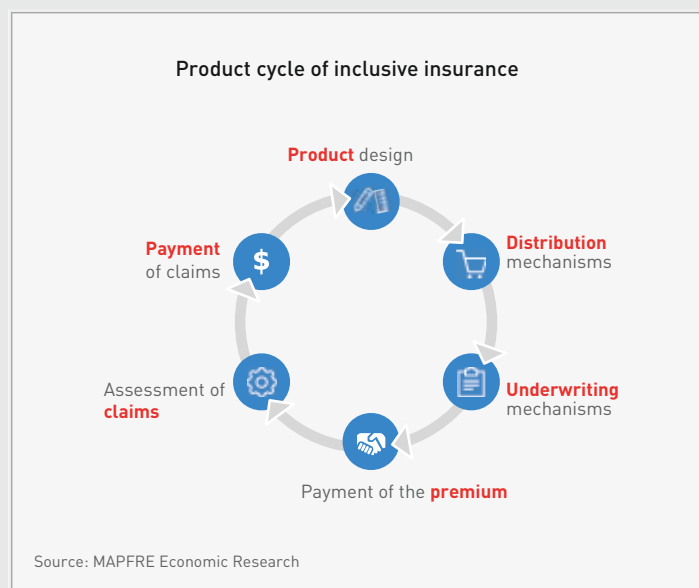 Product cycle of inclusive insurance
Product design
Distribution
mechanisms
Underwriting
mechanisms
Payment of the premium
Assessment of
claims
Payment
of claims
$
Source: MAPFRE Economic Research